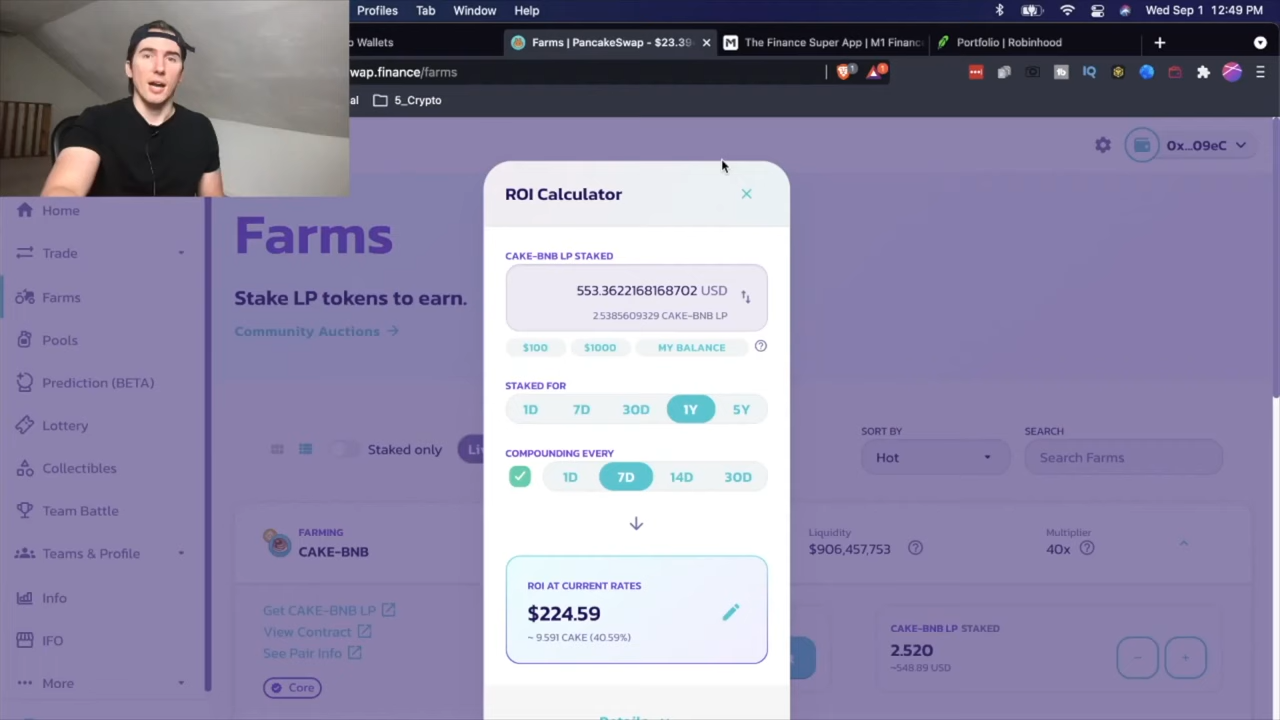 Profiles Tab Window Help Wed Sep 1 12:49 PM
o Wallets Farms | PancakeSwap - $23.39 The Finance Super App | M1 Financ Portfolio | Robinhood
wap.finance/farms 1 1 IQ
al 5_Crypto
0x...09eC
Home
Trade
Farms
Pools
Prediction (BETA)
Lottery
Collectibles
Team Battle
Teams & Profile
Info
IFO
More
Farms
Stake LP tokens to earn.
Community Auctions
Staked only Li
SORT BY
Hot
SEARCH
Search Farms
FARMING
CAKE-BNB
Liquidity
$906,457,753
Multiplier
40x
Get CAKE-BNB LP
View Contract
See Pair Info
Core
CAKE-BNB LP STAKED
2.520
~548.89 USD
ROI Calculator
CAKE-BNB LP STAKED
553.3622168168702 USD
2.5385609329 CAKE-BNB LP
$100 $1000 MY BALANCE
STAKED FOR
1D 7D 30D 1Y 5Y
COMPOUNDING EVERY
1D 7D 14D 30D
ROI AT CURRENT RATES
$224.59
~ 9.591 CAKE (40.59%)